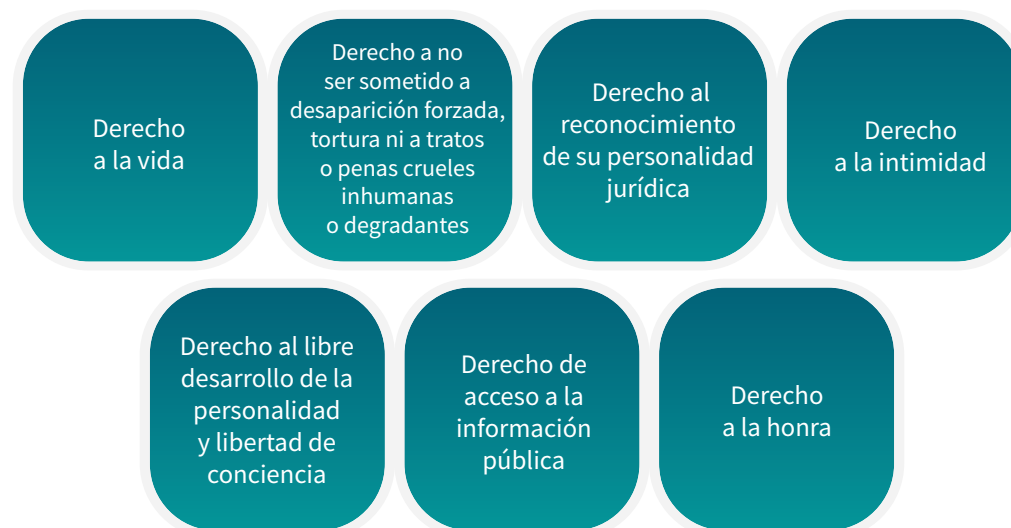 Derecho
a la vida
Derecho a no
ser sometido a
desaparición forzada,
tortura ni a tratos
o penas crueles
inhumanas
o degradantes
Derecho al
reconocimiento
de su personalidad
jurídica
Derecho
a la intimidad
Derecho al libre
desarrollo de la
personalidad
y libertad de
conciencia
Derecho de
acceso a la
información
pública
Derecho
a la honra